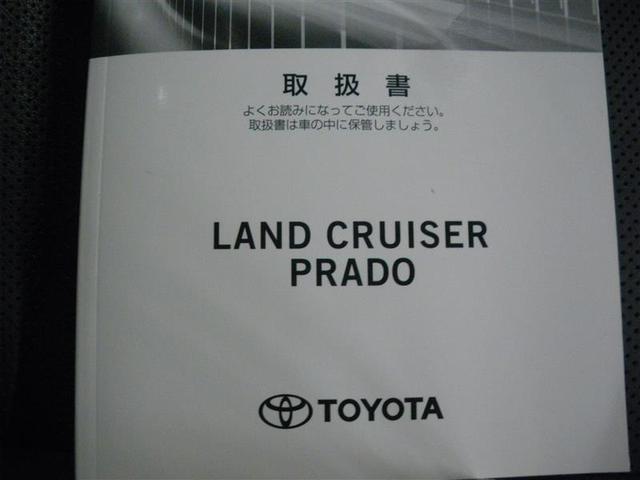 取扱書
よくお読みになってご使用ください。
取扱書は車の中に保管しましょう。
LAND CRUISER
PRADO
TOYOTA